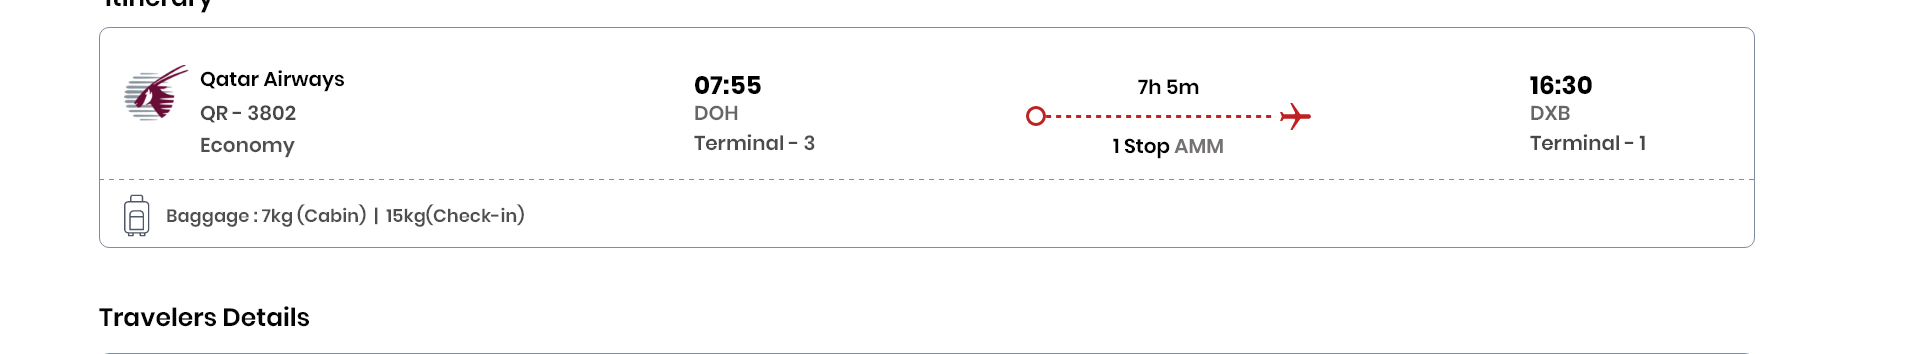 Itinerary
Qatar Airways
QR - 3802
Economy
07:55
DOH
Terminal - 3
7h 5m
1 Stop AMM
16:30
DXB
Terminal - 1
Baggage : 7kg (Cabin) | 15kg(Check-in)
Travelers Details